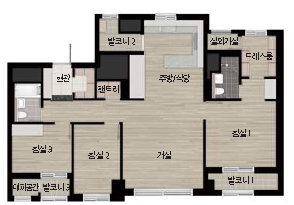 발코니 2
실외기실
드레스룸
현관
팬트리
주방/식당
침실 3
침실 2
거실
침실 1
대피공간
발코니 3
발코니 1